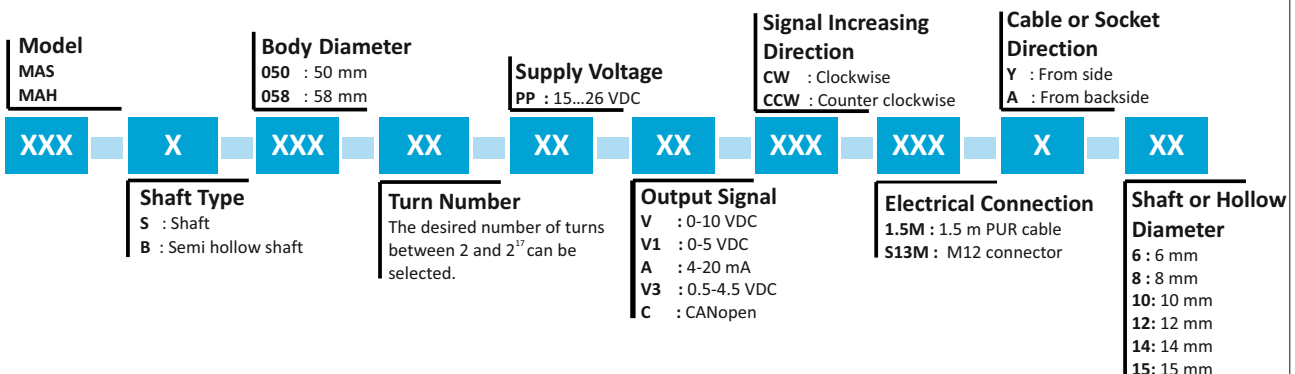 Model
MAS
MAH
Body Diameter
050 : 50 mm
058 : 58 mm
Supply Voltage
PP : 15...26 VDC
Signal Increasing
Direction
CW : Clockwise
CCW : Counter clockwise
Cable or Socket
Direction
Y : From side
A : From backside
XXX X XXX XX XX XX XXX XXX X XX
Shaft Type
S : Shaft
B : Semi hollow shaft
Turn Number
The desired number of turns
between 2 and 2¹⁷ can be
selected.
Output Signal
V : 0-10 VDC
V1 : 0-5 VDC
A : 4-20 mA
V3 : 0.5-4.5 VDC
C : CANopen
Electrical Connection
1.5M : 1.5 m PUR cable
S13M : M12 connector
Shaft or Hollow
Diameter
6 : 6 mm
8 : 8 mm
10: 10 mm
12: 12 mm
14: 14 mm
15: 15 mm